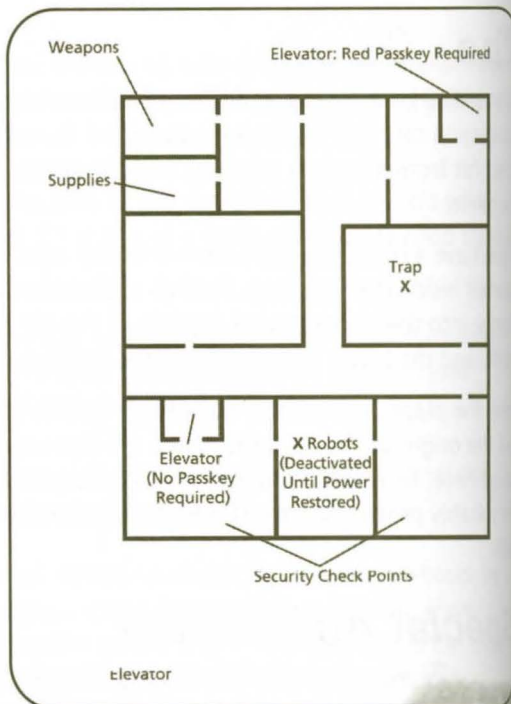 Weapons
Elevator: Red Passkey Required
Supplies
Trap
X
Elevator
(No Passkey
Required)
X Robots
(Deactivated
Until Power
Restored)
Security Check Points
Elevator